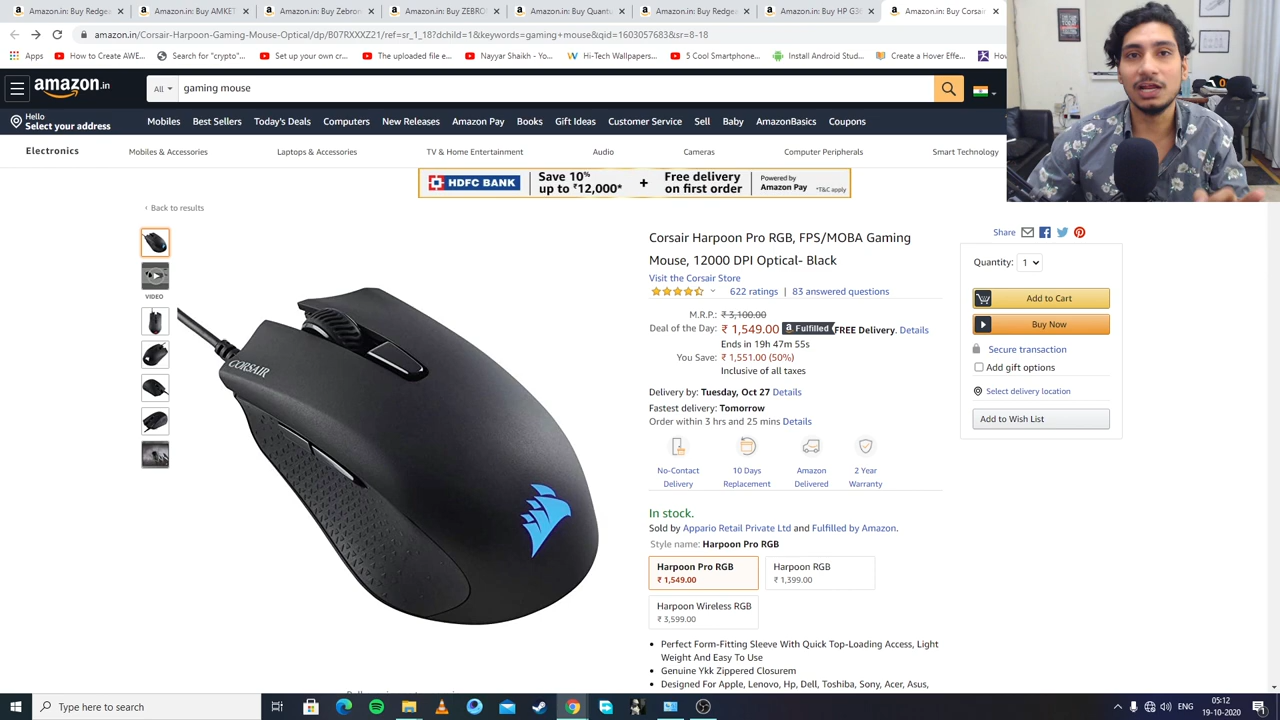 amazon.in: Buy Redge
amazon.in: Buy AMKET
amazon.in: Buy Zebro
amazon.in: Buy ZEBRO
amazon.in: Buy Quantu
amazon.in: Buy Redge
amazon.in: Buy HP G3
amazon.in: Buy Corsair
amazon.in/Corsair-Harpoon-Gaming-Mouse-Optical/dp/B07RXXZZ21/ref=sr_1_18?dchild=1&keywords=gaming+mouse&qid=1603057683&sr=8-18
Apps How to Create AWE... Search for "crypto"... Set up your own cr... The uploaded file e... Nayyar Shaikh - Yo... Hi-Tech Wallpapers... 5 Cool Smartphone... Install Android Stud... Create a Hover Effe... Hov
amazon.in
All
gaming mouse
0
Hello
Select your address
Mobiles Best Sellers Today's Deals Computers New Releases Amazon Pay Books Gift Ideas Customer Service Sell Baby AmazonBasics Coupons
Electronics Mobiles & Accessories Laptops & Accessories TV & Home Entertainment Audio Cameras Computer Peripherals Smart Technology
HDFC BANK
Save 10%
up to ₹12,000*
+
Free delivery
on first order
Powered by
Amazon Pay
*T&C apply
‹ Back to results
VIDEO
CORSAIR
Corsair Harpoon Pro RGB, FPS/MOBA Gaming
Mouse, 12000 DPI Optical- Black
Visit the Corsair Store
622 ratings | 83 answered questions
M.R.P.: ₹ 3,100.00
Deal of the Day: ₹ 1,549.00 a Fulfilled FREE Delivery. Details
Ends in 19h 47m 55s
You Save: ₹ 1,551.00 (50%)
Inclusive of all taxes
Delivery by: Tuesday, Oct 27 Details
Fastest delivery: Tomorrow
Order within 3 hrs and 25 mins Details
No-Contact
Delivery
10 Days
Replacement
Amazon
Delivered
2 Year
Warranty
In stock.
Sold by Appario Retail Private Ltd and Fulfilled by Amazon.
Style name: Harpoon Pro RGB
Harpoon Pro RGB
₹ 1,549.00
Harpoon RGB
₹ 1,399.00
Harpoon Wireless RGB
₹ 3,599.00
• Perfect Form-Fitting Sleeve With Quick Top-Loading Access, Light
Weight And Easy To Use
• Genuine Ykk Zippered Closurem
• Designed For Apple, Lenovo, Hp, Dell, Toshiba, Sony, Acer, Asus,
Share
Quantity: 1
Add to Cart
Buy Now
Secure transaction
Add gift options
Select delivery location
Add to Wish List
Type here to search
ENG
05:12
19-10-2020